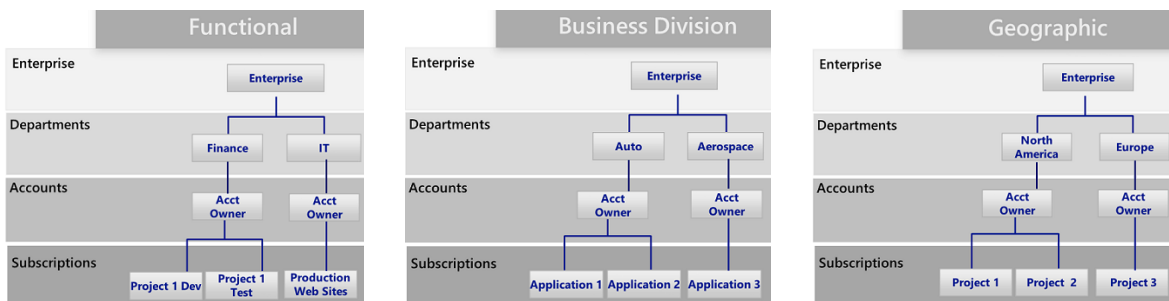 Functional
Enterprise
Enterprise
Departments
Finance
IT
Accounts
Acct
Owner
Acct
Owner
Subscriptions
Project 1 Dev
Project 1
Test
Production
Web Sites
Business Division
Enterprise
Enterprise
Departments
Auto
Aerospace
Accounts
Acct
Owner
Acct
Owner
Subscriptions
Application 1
Application 2
Application 3
Geographic
Enterprise
Enterprise
Departments
North
America
Europe
Accounts
Acct
Owner
Acct
Owner
Subscriptions
Project 1
Project 2
Project 3